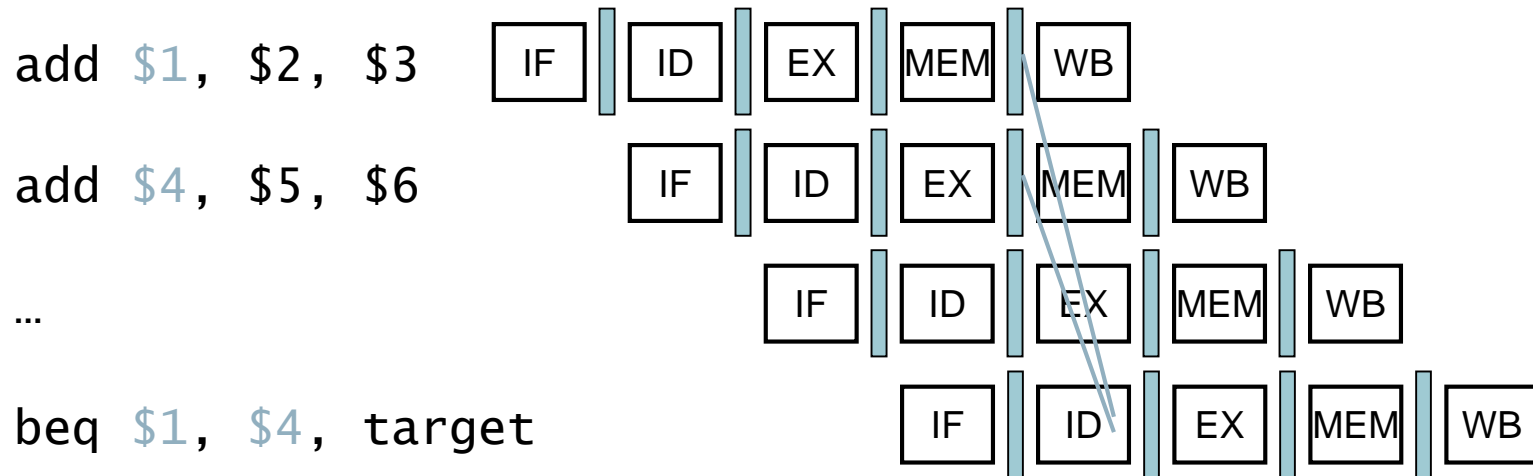 add $1, $2, $3 IF ID EX MEM WB
add $4, $5, $6 IF ID EX MEM WB
… IF ID EX MEM WB
beq $1, $4, target IF ID EX MEM WB